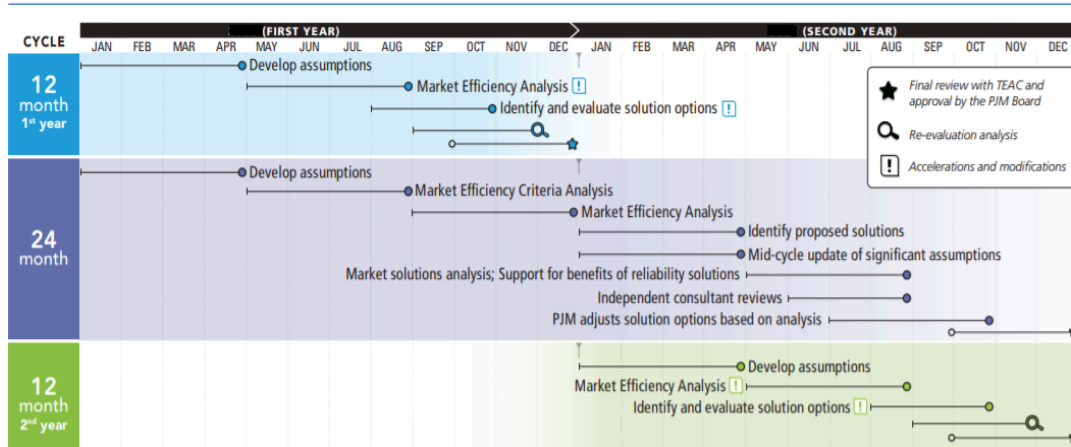 (FIRST YEAR)
(SECOND YEAR)
CYCLE
JAN FEB MAR APR MAY JUN JUL AUG SEP OCT NOV DEC JAN FEB MAR APR MAY JUN JUL AUG SEP OCT NOV DEC
12
month
1st year
Develop assumptions
Market Efficiency Analysis
Identify and evaluate solution options
Final review with TEAC and
approval by the PJM Board
Re-evaluation analysis
Accelerations and modifications
24
month
Develop assumptions
Market Efficiency Criteria Analysis
Market Efficiency Analysis
Identify proposed solutions
Mid-cycle update of significant assumptions
Market solutions analysis; Support for benefits of reliability solutions
Independent consultant reviews
PJM adjusts solution options based on analysis
12
month
2nd year
Develop assumptions
Market Efficiency Analysis
Identify and evaluate solution options